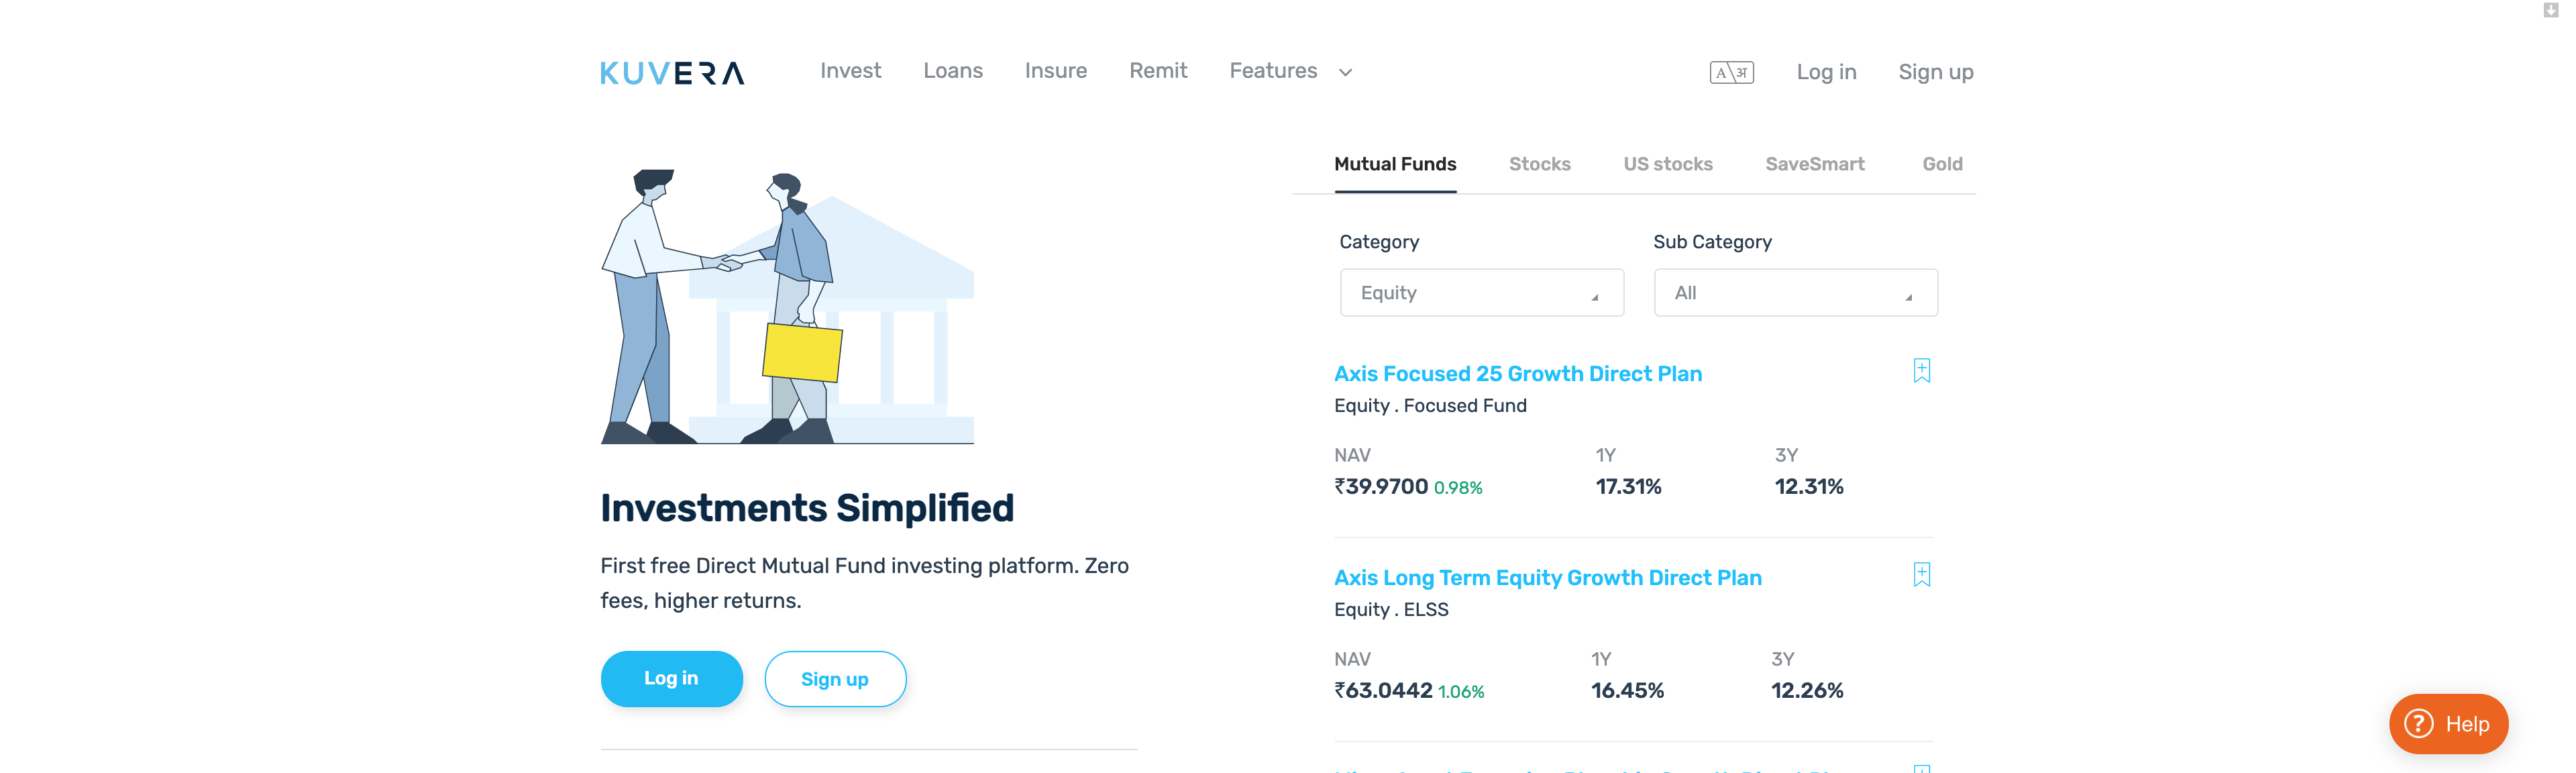 KUVERA Invest Loans Insure Remit Features A\अ Log in Sign up
Investments Simplified
First free Direct Mutual Fund investing platform. Zero
fees, higher returns.
Log in Sign up
Mutual Funds Stocks US stocks SaveSmart Gold
Category Sub Category
Equity All
Axis Focused 25 Growth Direct Plan
Equity . Focused Fund
NAV 1Y 3Y
₹39.9700 0.98% 17.31% 12.31%
Axis Long Term Equity Growth Direct Plan
Equity . ELSS
NAV 1Y 3Y
₹63.0442 1.06% 16.45% 12.26%
? Help